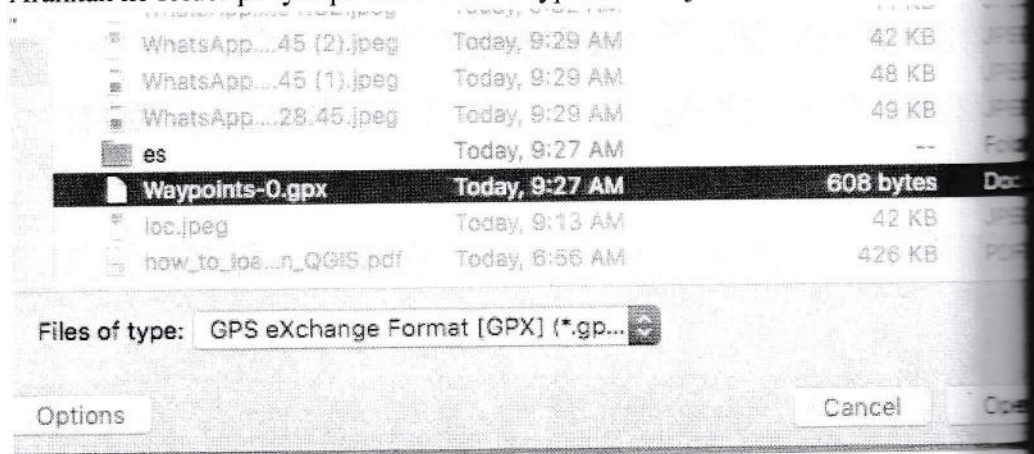 WhatsApp....45 (2).jpeg Today, 9:29 AM 42 KB
WhatsApp....45 (1).jpeg Today, 9:29 AM 48 KB
WhatsApp....28.45.jpeg Today, 9:29 AM 49 KB
es Today, 9:27 AM --
Waypoints-0.gpx Today, 9:27 AM 608 bytes
loc.jpeg Today, 9:13 AM 42 KB
how_to_loa...n_QGIS.pdf Today, 6:56 AM 426 KB
Files of type: GPS eXchange Format [GPX] (*.gp...
Options Cancel